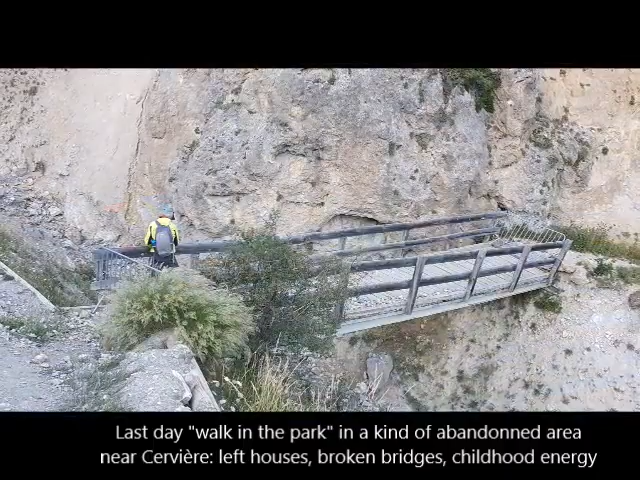 Last day "walk in the park" in a kind of abandonned area
near Cervière: left houses, broken bridges, childhood energy